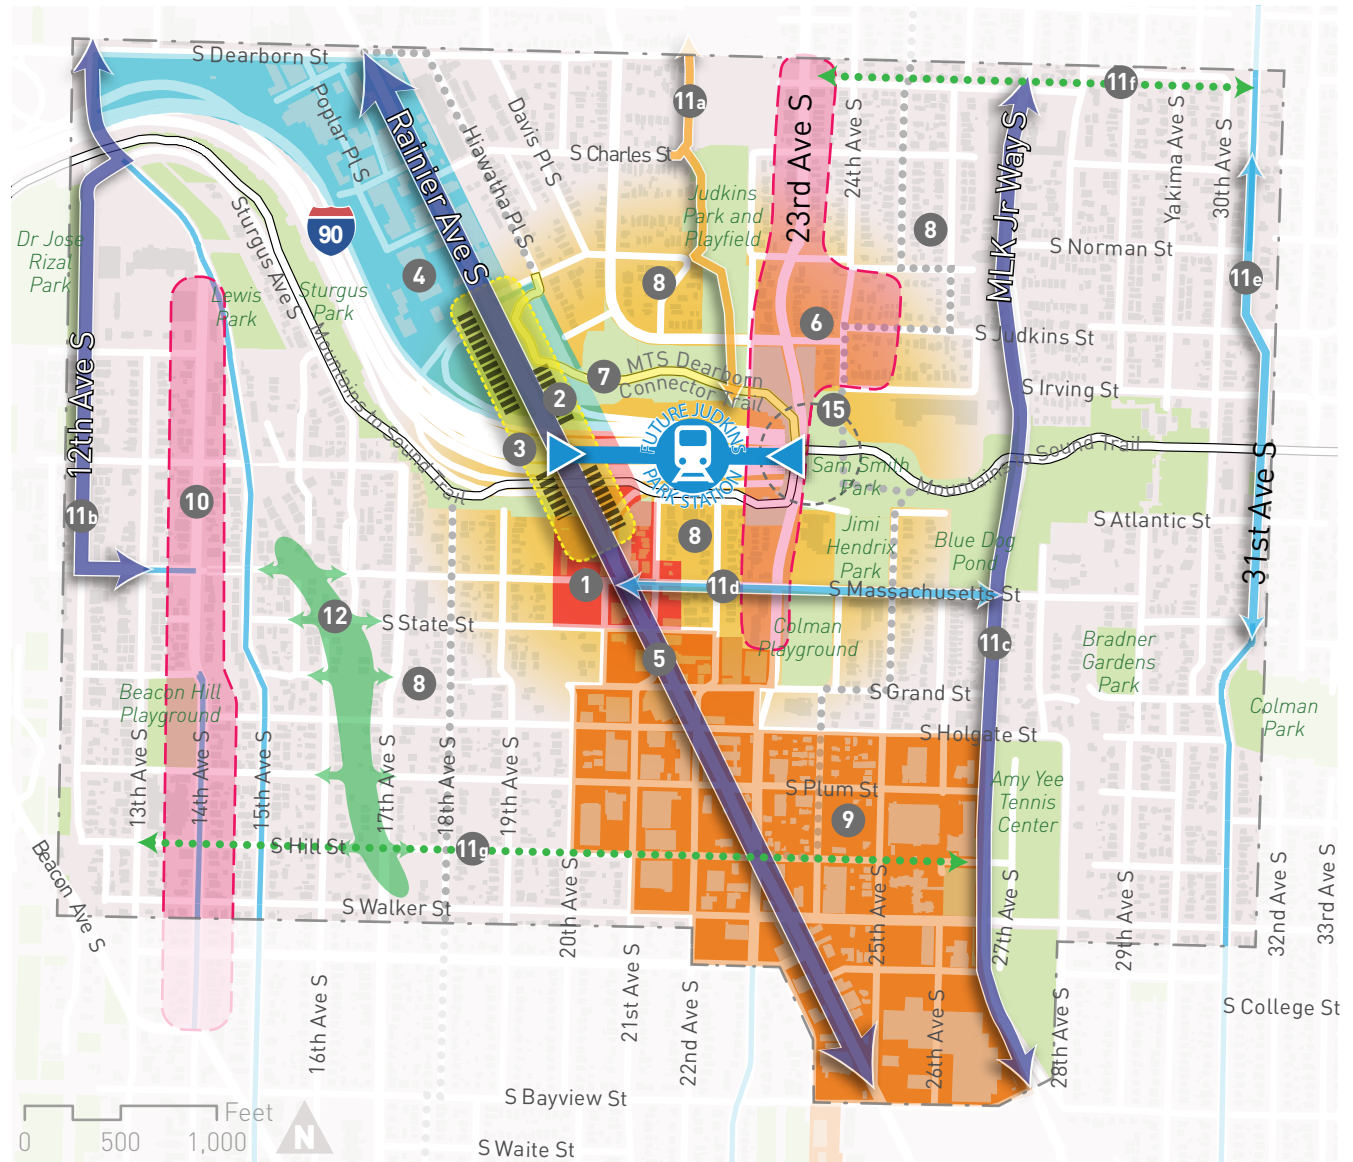 S Dearborn St
Poplar Pl S
Rainier Ave S
Hiawatha Pl S
Davis Pl S
11a
S Charles St
23rd Ave S
24th Ave S
11f
MLK Jr Way S
Yakima Ave S
30th Ave S
90
Sturgus Ave S
Judkins
Park and
Playfield
8
S Norman St
Dr Jose
Rizal
Park
Lewis
Park
Sturgus
Park
4
8
11e
6
S Judkins St
12th Ave S
Mountains to Sound Trail
7
MTS Dearborn
Connector Trail
2
15
S Irving St
3
FUTURE JUDKINS
PARK STATION
Sam Smith
Park
Mountains to Sound Trail
31st Ave S
10
11b
8
Jimi
Hendrix
Park
Blue Dog
Pond
S Atlantic St
1
11d
S Massachusetts St
12
S State St
5
Colman
Playground
11c
Bradner
Gardens
Park
8
Beacon Hill
Playground
S Grand St
Colman
Park
S Holgate St
13th Ave S
14th Ave S
15th Ave S
17th Ave S
18th Ave S
19th Ave S
S Plum St
9
Amy Yee
Tennis
Center
S Hill St
11g
Beacon Ave S
S Walker St
20th Ave S
25th Ave S
27th Ave S
29th Ave S
32nd Ave S
33rd Ave S
16th Ave S
21st Ave S
22nd Ave S
26th Ave S
28th Ave S
S College St
S Bayview St
S Waite St
Feet
0 500 1,000
N